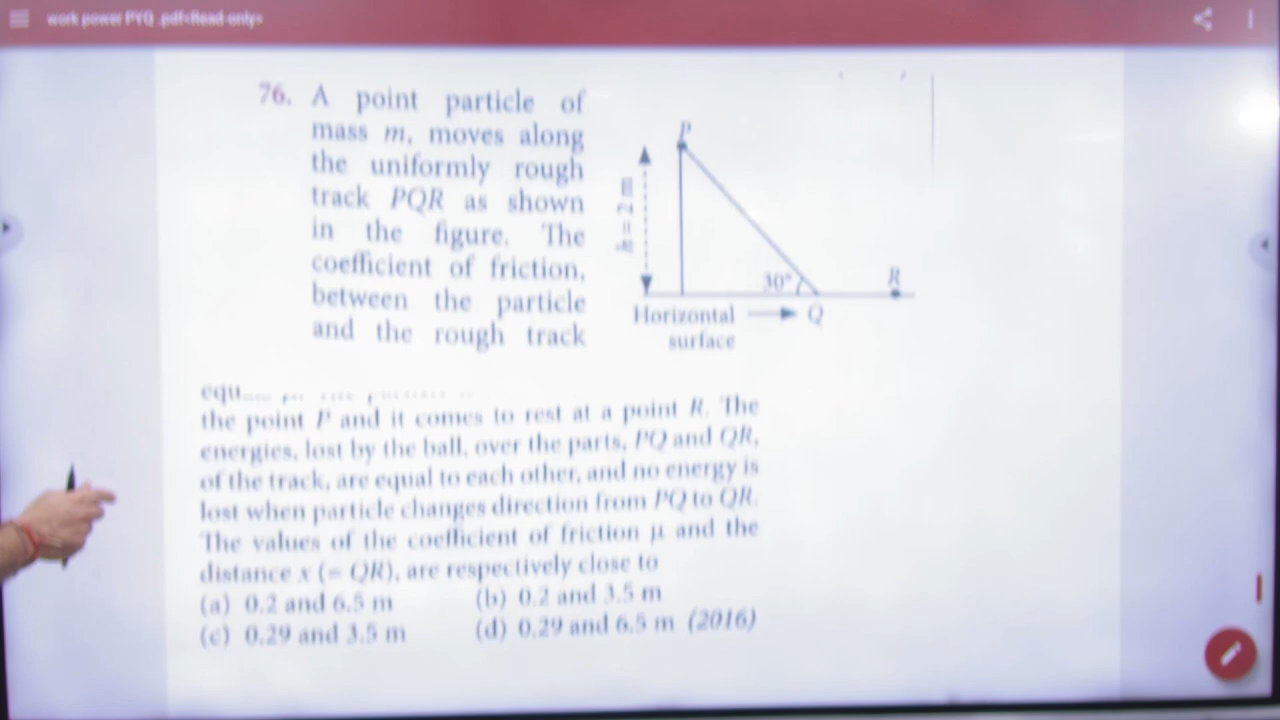 work power PYQ .pdf<Read-only>
76. A point particle of
mass m, moves along
the uniformly rough
track PQR as shown
in the figure. The
coefficient of friction,
between the particle
and the rough track
P
h = 2 m
30°
R
Horizontal
Q
surface
equ
the point P and it comes to rest at a point R. The
energies, lost by the ball, over the parts, PQ and QR,
of the track, are equal to each other, and no energy is
lost when particle changes direction from PQ to QR.
The values of the coefficient of friction μ and the
distance x (= QR), are respectively close to
(a) 0.2 and 6.5 m (b) 0.2 and 3.5 m
(c) 0.29 and 3.5 m (d) 0.29 and 6.5 m (2016)